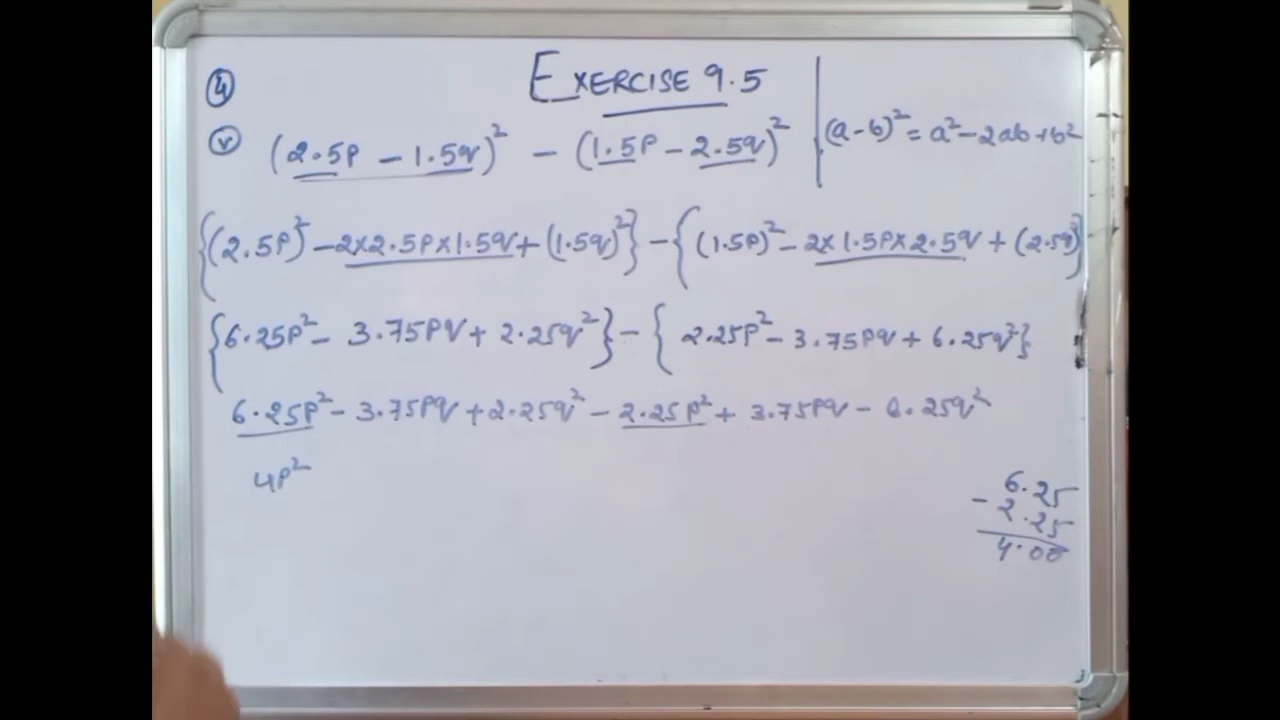 ④ EXERCISE 9.5
ⓥ (2.5p - 1.5q)² - (1.5p - 2.5q)² (a-b)² = a² - 2ab + b²
{(2.5p)² - 2×2.5p×1.5q + (1.5q)²} - {(1.5p)² - 2×1.5p×2.5q + (2.5q)²}
{6.25p² - 3.75pq + 2.25q²} - {2.25p² - 3.75pq + 6.25q²}
6.25p² - 3.75pq + 2.25q² - 2.25p² + 3.75pq - 6.25q²
4p²
6.25
- 2.25
4.00